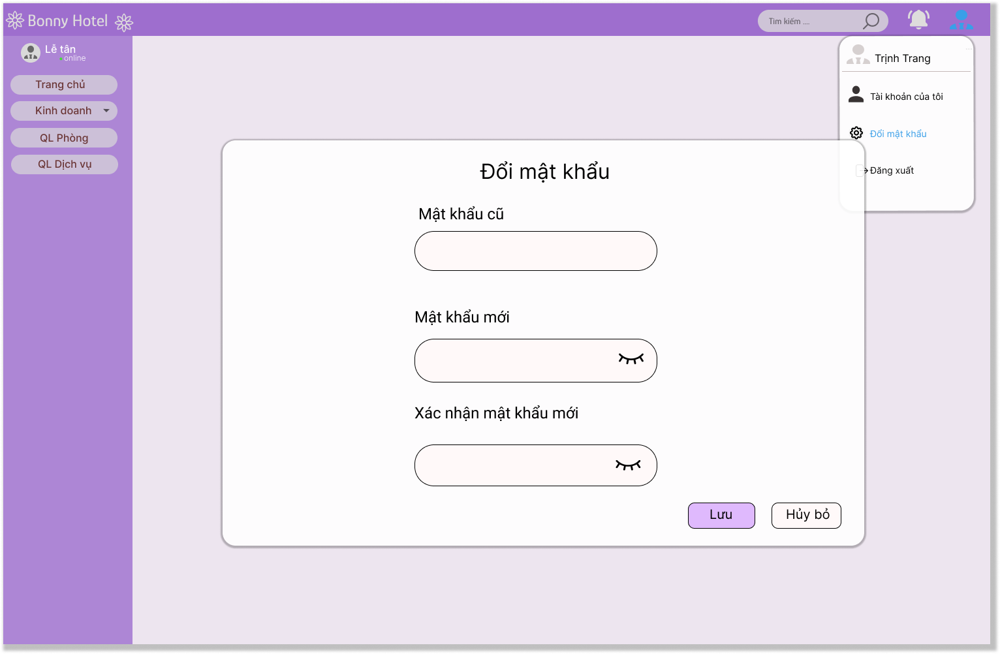 Bonny Hotel
Tìm kiếm ....
Lễ tân
online
Trang chủ
Kinh doanh
QL Phòng
QL Dịch vụ
Trịnh Trang
Tài khoản của tôi
Đổi mật khẩu
Đăng xuất
Đổi mật khẩu
Mật khẩu cũ
Mật khẩu mới
Xác nhận mật khẩu mới
Lưu
Hủy bỏ